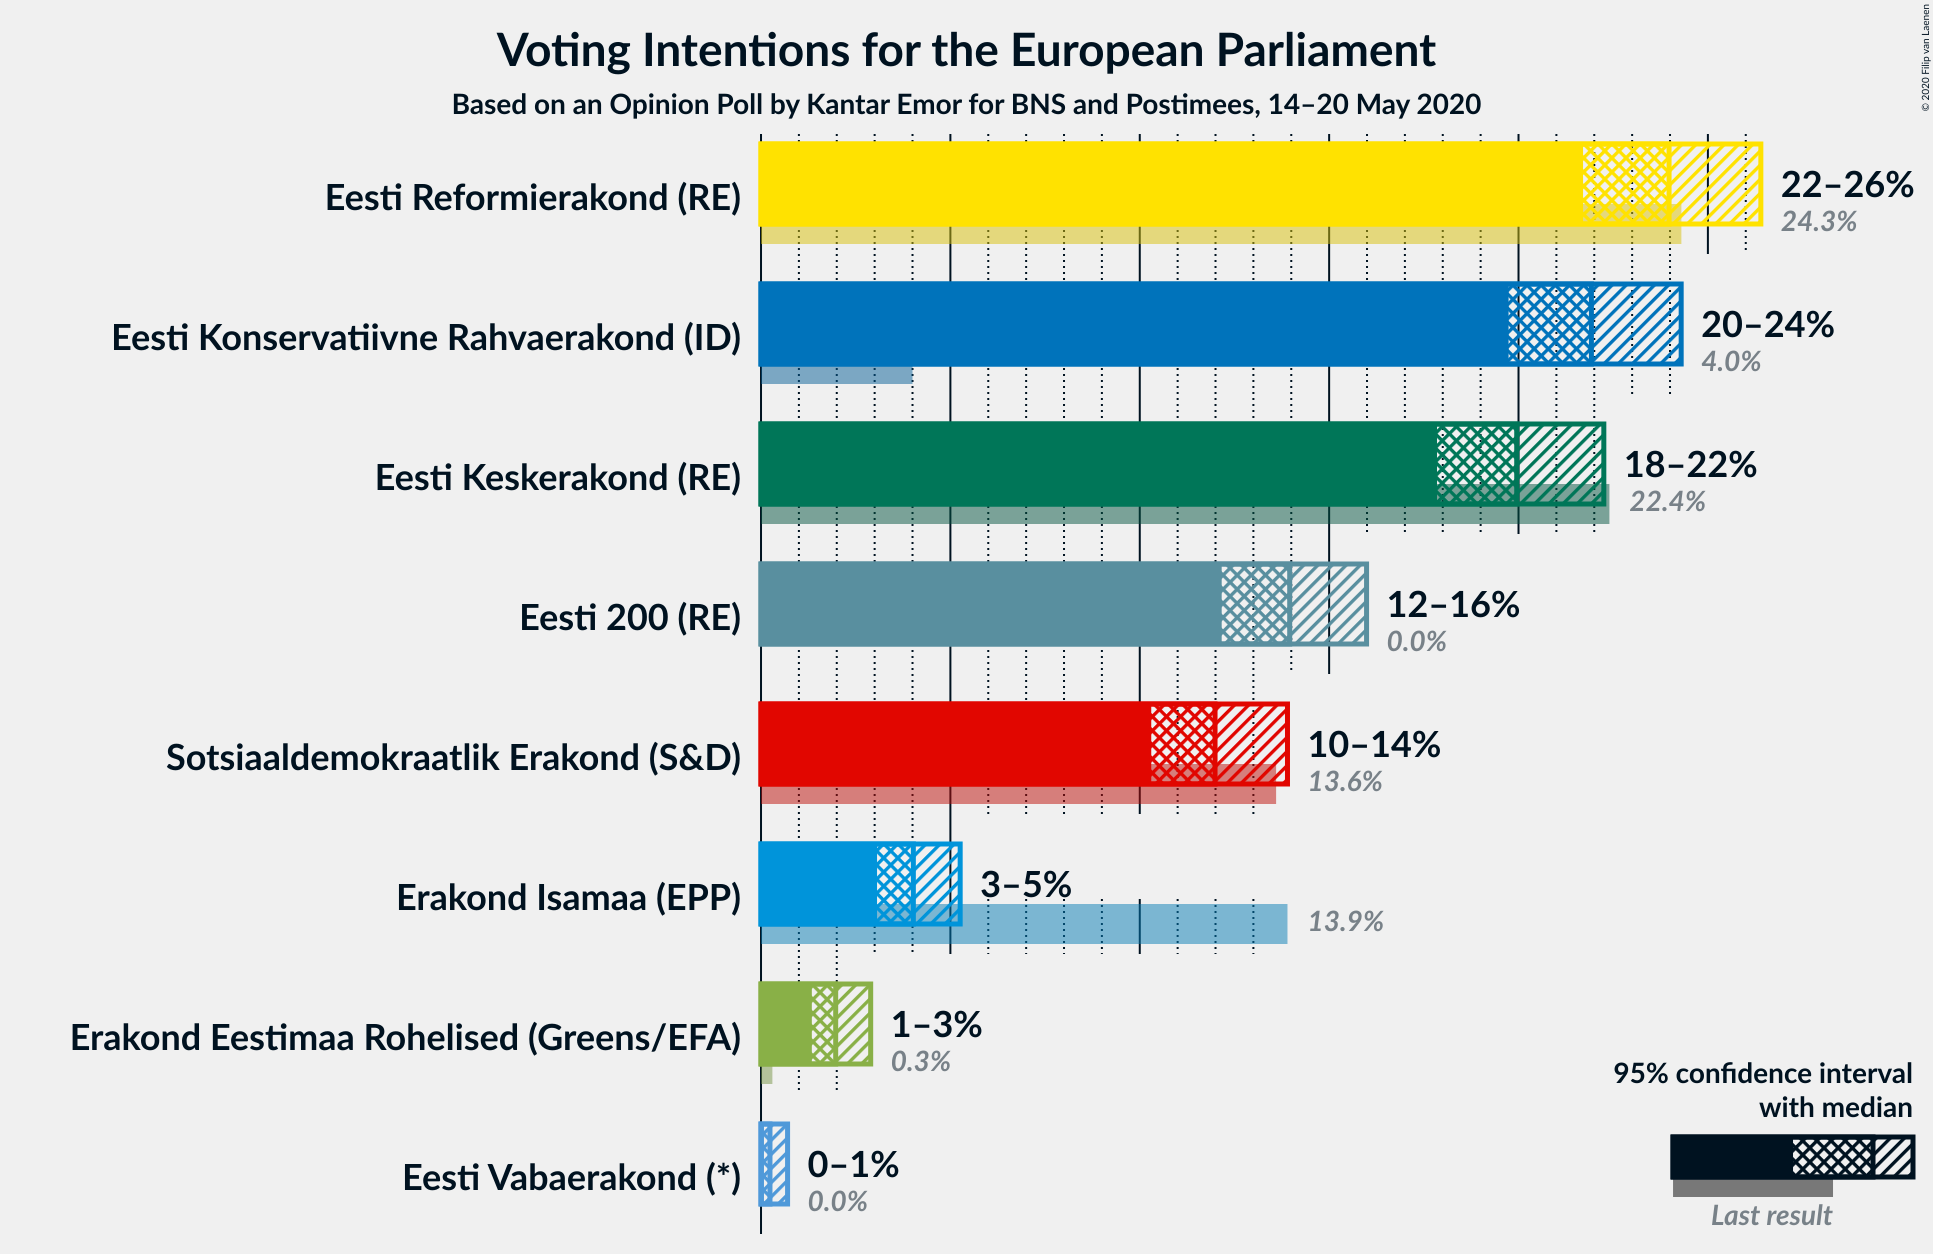 Voting Intentions for the European Parliament
Based on an Opinion Poll by Kantar Emor for BNS and Postimees, 14–20 May 2020
© 2020 Filip van Laenen
Eesti Reformierakond (RE)
22–26%
24.3%
Eesti Konservatiivne Rahvaerakond (ID)
20–24%
4.0%
Eesti Keskerakond (RE)
18–22%
22.4%
Eesti 200 (RE)
12–16%
0.0%
Sotsiaaldemokraatlik Erakond (S&D)
10–14%
13.6%
Erakond Isamaa (EPP)
3–5%
13.9%
Erakond Eestimaa Rohelised (Greens/EFA)
1–3%
0.3%
Eesti Vabaerakond (*)
0–1%
0.0%
95% confidence interval
with median
Last result